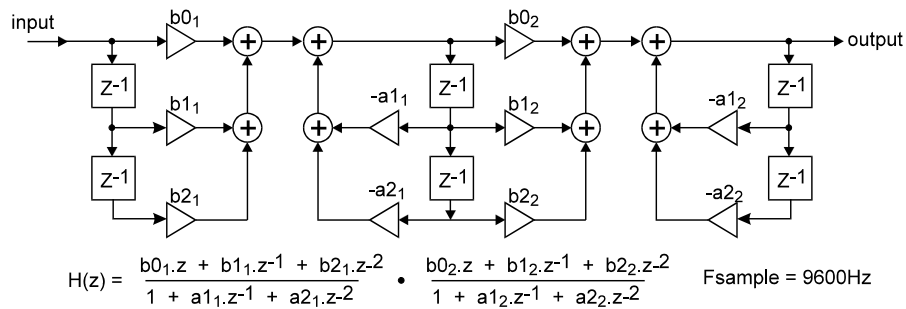 input
b0₁
b0₂
output
z-1
z-1
z-1
b1₁
-a1₁
b1₂
-a1₂
z-1
z-1
z-1
b2₁
-a2₁
b2₂
-a2₂
H(z) = b0₁.z + b1₁.z-1 + b2₁.z-2 • b0₂.z + b1₂.z-1 + b2₂.z-2 Fsample = 9600Hz
1 + a1₁.z-1 + a2₁.z-2 1 + a1₂.z-1 + a2₂.z-2